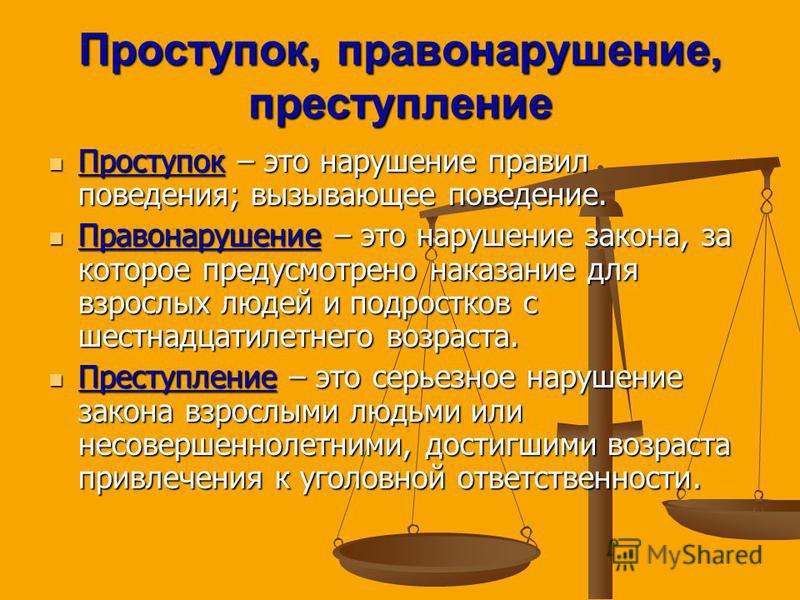 Проступок, правонарушение,
преступление
Проступок – это нарушение правил
поведения; вызывающее поведение.
Правонарушение – это нарушение закона, за
которое предусмотрено наказание для
взрослых людей и подростков с
шестнадцатилетнего возраста.
Преступление – это серьезное нарушение
закона взрослыми людьми или
несовершеннолетними, достигшими возраста
привлечения к уголовной ответственности.
MyShared